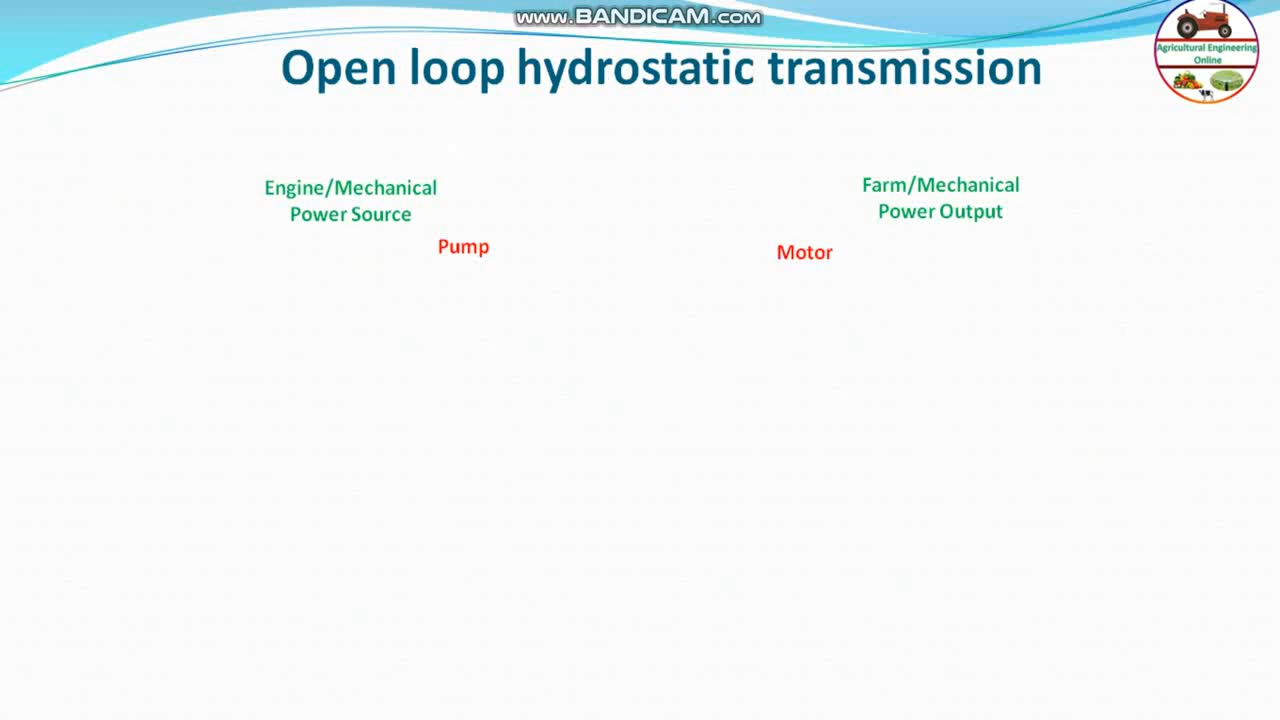 www.BANDICAM.com
Open loop hydrostatic transmission
Agricultural Engineering
Online
Engine/Mechanical
Power Source
Farm/Mechanical
Power Output
Pump
Motor